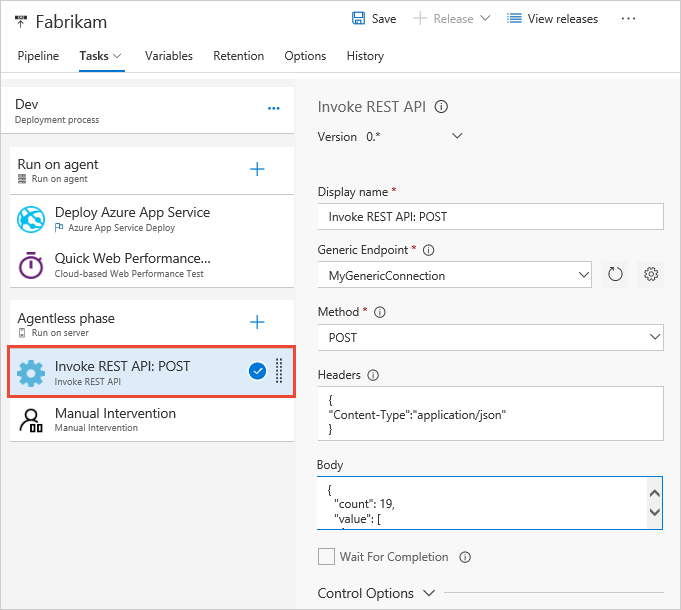 Fabrikam
Save
Release
View releases
Pipeline
Tasks
Variables
Retention
Options
History
Dev
Deployment process
Run on agent
Run on agent
Deploy Azure App Service
Azure App Service Deploy
Quick Web Performance...
Cloud-based Web Performance Test
Agentless phase
Run on server
Invoke REST API: POST
Invoke REST API
Manual Intervention
Manual Intervention
Invoke REST API
Version 0.*
Display name *
Invoke REST API: POST
Generic Endpoint *
MyGenericConnection
Method *
POST
Headers
{
"Content-Type":"application/json"
}
Body
{
"count": 19,
"value": [
Wait For Completion
Control Options